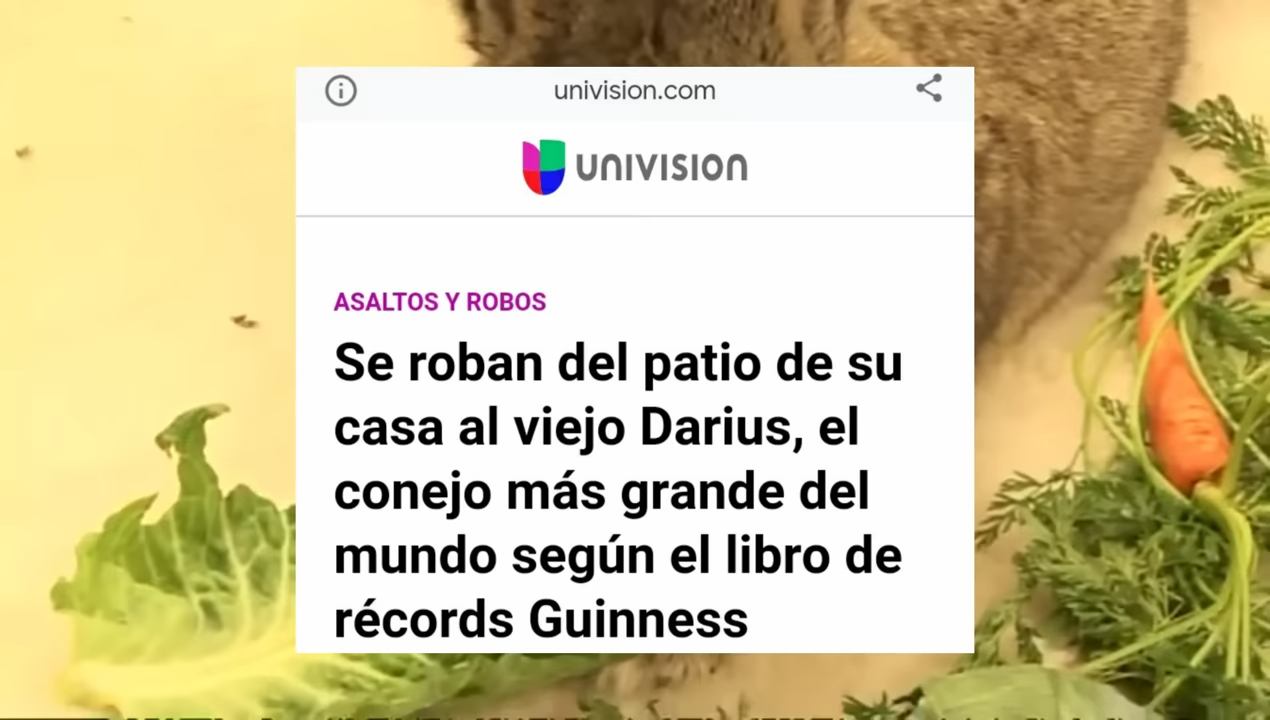 univision.com
UNIVISION
ASALTOS Y ROBOS
Se roban del patio de su
casa al viejo Darius, el
conejo más grande del
mundo según el libro de
récords Guinness